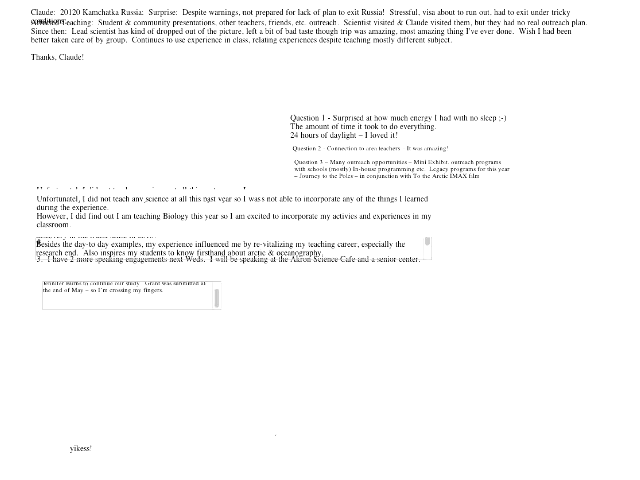 Claude: 20120 Kamchatka Russia: Surprise: Despite warnings, not prepared for lack of plan to exit Russia! Stressful, visa about to run out, had to exit under tricky
conditions.
Affected Teaching: Student & community presentations, other teachers, friends, etc. outreach. Scientist visited & Claude visited them, but they had no real outreach plan.
Since then: Lead scientist has kind of dropped out of the picture, left a bit of bad taste though trip was amazing, most amazing thing I've ever done. Wish I had been
better taken care of by group. Continues to use experience in class, relating experiences despite teaching mostly different subject.
Thanks, Claude!
Question 1 - Surprised at how much energy I had with no sleep ;-)
The amount of time it took to do everything.
24 hours of daylight – I loved it!
Question 2 - Connection to area teachers – It was amazing!
Question 3 – Many outreach opportunities – Mini Exhibit, outreach programs
with schools (mostly) In-house programming etc. Legacy programs for this year
– Journey to the Poles – in conjunction with To the Arctic IMAX film
Unfortunately, I did not teach any science at all this past year so I was not able to incorporate any of the things I learned
during the experience.
However, I did find out I am teaching Biology this year so I am excited to incorporate my activies and experiences in my
classroom.
Besides the day-to day examples, my experience influenced me by re-vitalizing my teaching career, especially the
research end. Also inspires my students to know firsthand about arctic & oceanography.
3. I have 2 more speaking engagements next Weds. I will be speaking at the Akron Science Cafe and a senior center.
Jennifer Burns to continue our study. Grant was submitted at
the end of May – so I'm crossing my fingers.
yikess!